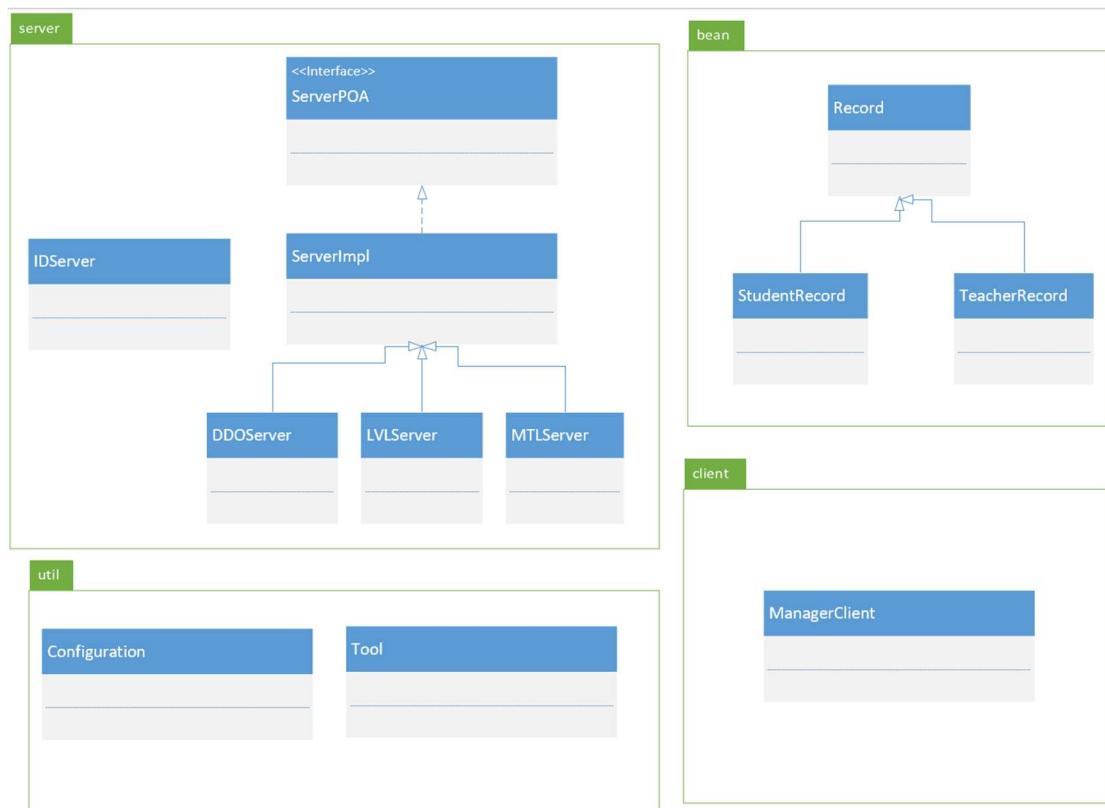 server
<<Interface>>
ServerPOA
IDServer
ServerImpl
DDOServer
LVLServer
MTLServer
bean
Record
StudentRecord
TeacherRecord
util
Configuration
Tool
client
ManagerClient